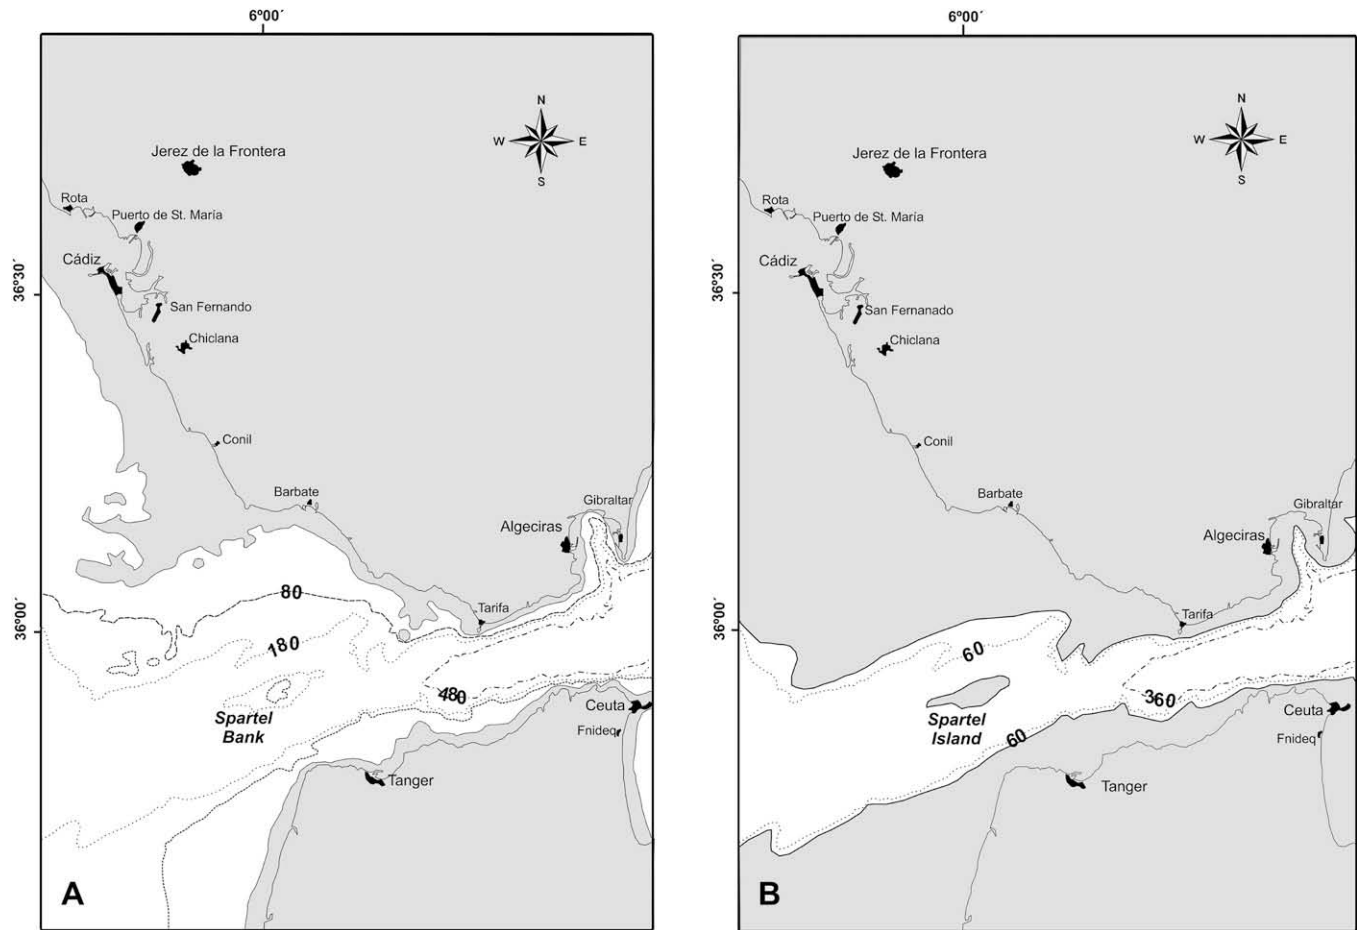 6º00´
N
W E
S
Jerez de la Frontera
Rota
Puerto de St. María
Cádiz
36º30´
San Fernando
Chiclana
Conil
Barbate
Gibraltar
Algeciras
80
Tarifa
36º00´
180
480
Spartel
Bank
Ceuta
Fnideq
Tanger
A
6º00´
N
W E
S
Jerez de la Frontera
Rota
Puerto de St. María
Cádiz
36º30´
San Fernanado
Chiclana
Conil
Barbate
Gibraltar
Algeciras
Tarifa
36º00´
60
360
Spartel
Island
60
Ceuta
Fnideq
Tanger
B